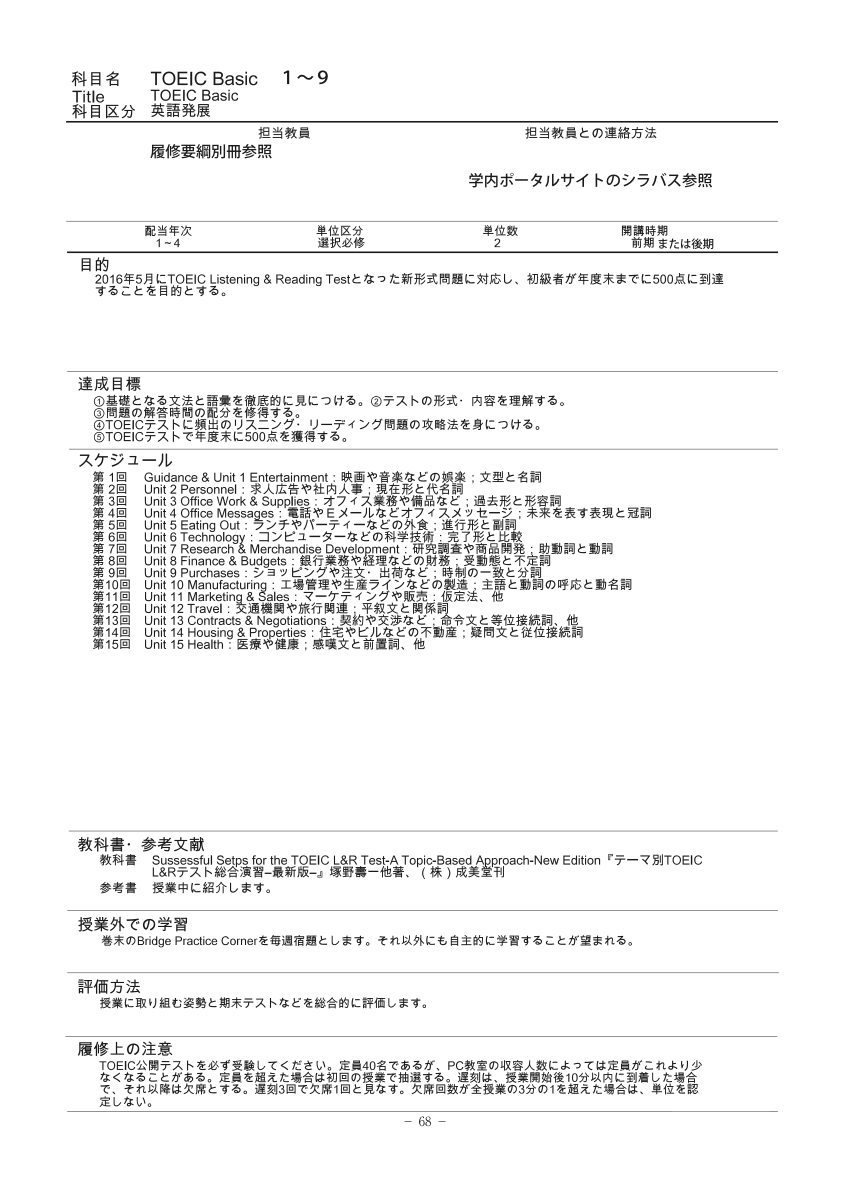 科目名 TOEIC Basic １～９
Title TOEIC Basic
科目区分 英語発展
担当教員 担当教員との連絡方法
履修要綱別冊参照
学内ポータルサイトのシラバス参照
配当年次 単位区分 単位数 開講時期
1～4 選択必修 2 前期 または後期
目的
2016年5月にTOEIC Listening & Reading Testとなった新形式問題に対応し、初級者が年度末までに500点に到達
することを目的とする。
達成目標
①基礎となる文法と語彙を徹底的に見につける。②テストの形式・内容を理解する。
③問題の解答時間の配分を修得する。
④TOEICテストに頻出のリスニング・リーディング問題の攻略法を身につける。
⑤TOEICテストで年度末に500点を獲得する。
スケジュール
第 1回 Guidance & Unit 1 Entertainment：映画や音楽などの娯楽；文型と名詞
第 2回 Unit 2 Personnel：求人広告や社内人事；現在形と代名詞
第 3回 Unit 3 Office Work & Supplies：オフィス業務や備品など；過去形と形容詞
第 4回 Unit 4 Office Messages：電話やＥメールなどオフィスメッセージ；未来を表す表現と冠詞
第 5回 Unit 5 Eating Out：ランチやパーティーなどの外食；進行形と副詞
第 6回 Unit 6 Technology：コンピューターなどの科学技術：完了形と比較
第 7回 Unit 7 Research & Merchandise Development：研究調査や商品開発；助動詞と動詞
第 8回 Unit 8 Finance & Budgets：銀行業務や経理などの財務；受動態と不定詞
第 9回 Unit 9 Purchases：ショッピングや注文・出荷など；時制の一致と分詞
第10回 Unit 10 Manufacturing：工場管理や生産ラインなどの製造；主語と動詞の呼応と動名詞
第11回 Unit 11 Marketing & Sales：マーケティングや販売：仮定法、他
第12回 Unit 12 Travel：交通機関や旅行関連；平叙文と関係詞
第13回 Unit 13 Contracts & Negotiations：契約や交渉など；命令文と等位接続詞、他
第14回 Unit 14 Housing & Properties：住宅やビルなどの不動産；疑問文と従位接続詞
第15回 Unit 15 Health：医療や健康；感嘆文と前置詞、他
教科書・参考文献
教科書 Sussessful Setps for the TOEIC L&R Test-A Topic-Based Approach-New Edition『テーマ別TOEIC
L&Rテスト総合演習–最新版–』塚野壽一他著、（株）成美堂刊
参考書 授業中に紹介します。
授業外での学習
巻末のBridge Practice Cornerを毎週宿題とします。それ以外にも自主的に学習することが望まれる。
評価方法
授業に取り組む姿勢と期末テストなどを総合的に評価します。
履修上の注意
TOEIC公開テストを必ず受験してください。定員40名であるが、PC教室の収容人数によっては定員がこれより少
なくなることがある。定員を超えた場合は初回の授業で抽選する。遅刻は、授業開始後10分以内に到着した場合
で、それ以降は欠席とする。遅刻3回で欠席1回と見なす。欠席回数が全授業の3分の1を超えた場合は、単位を認
定しない。
－ 68 －